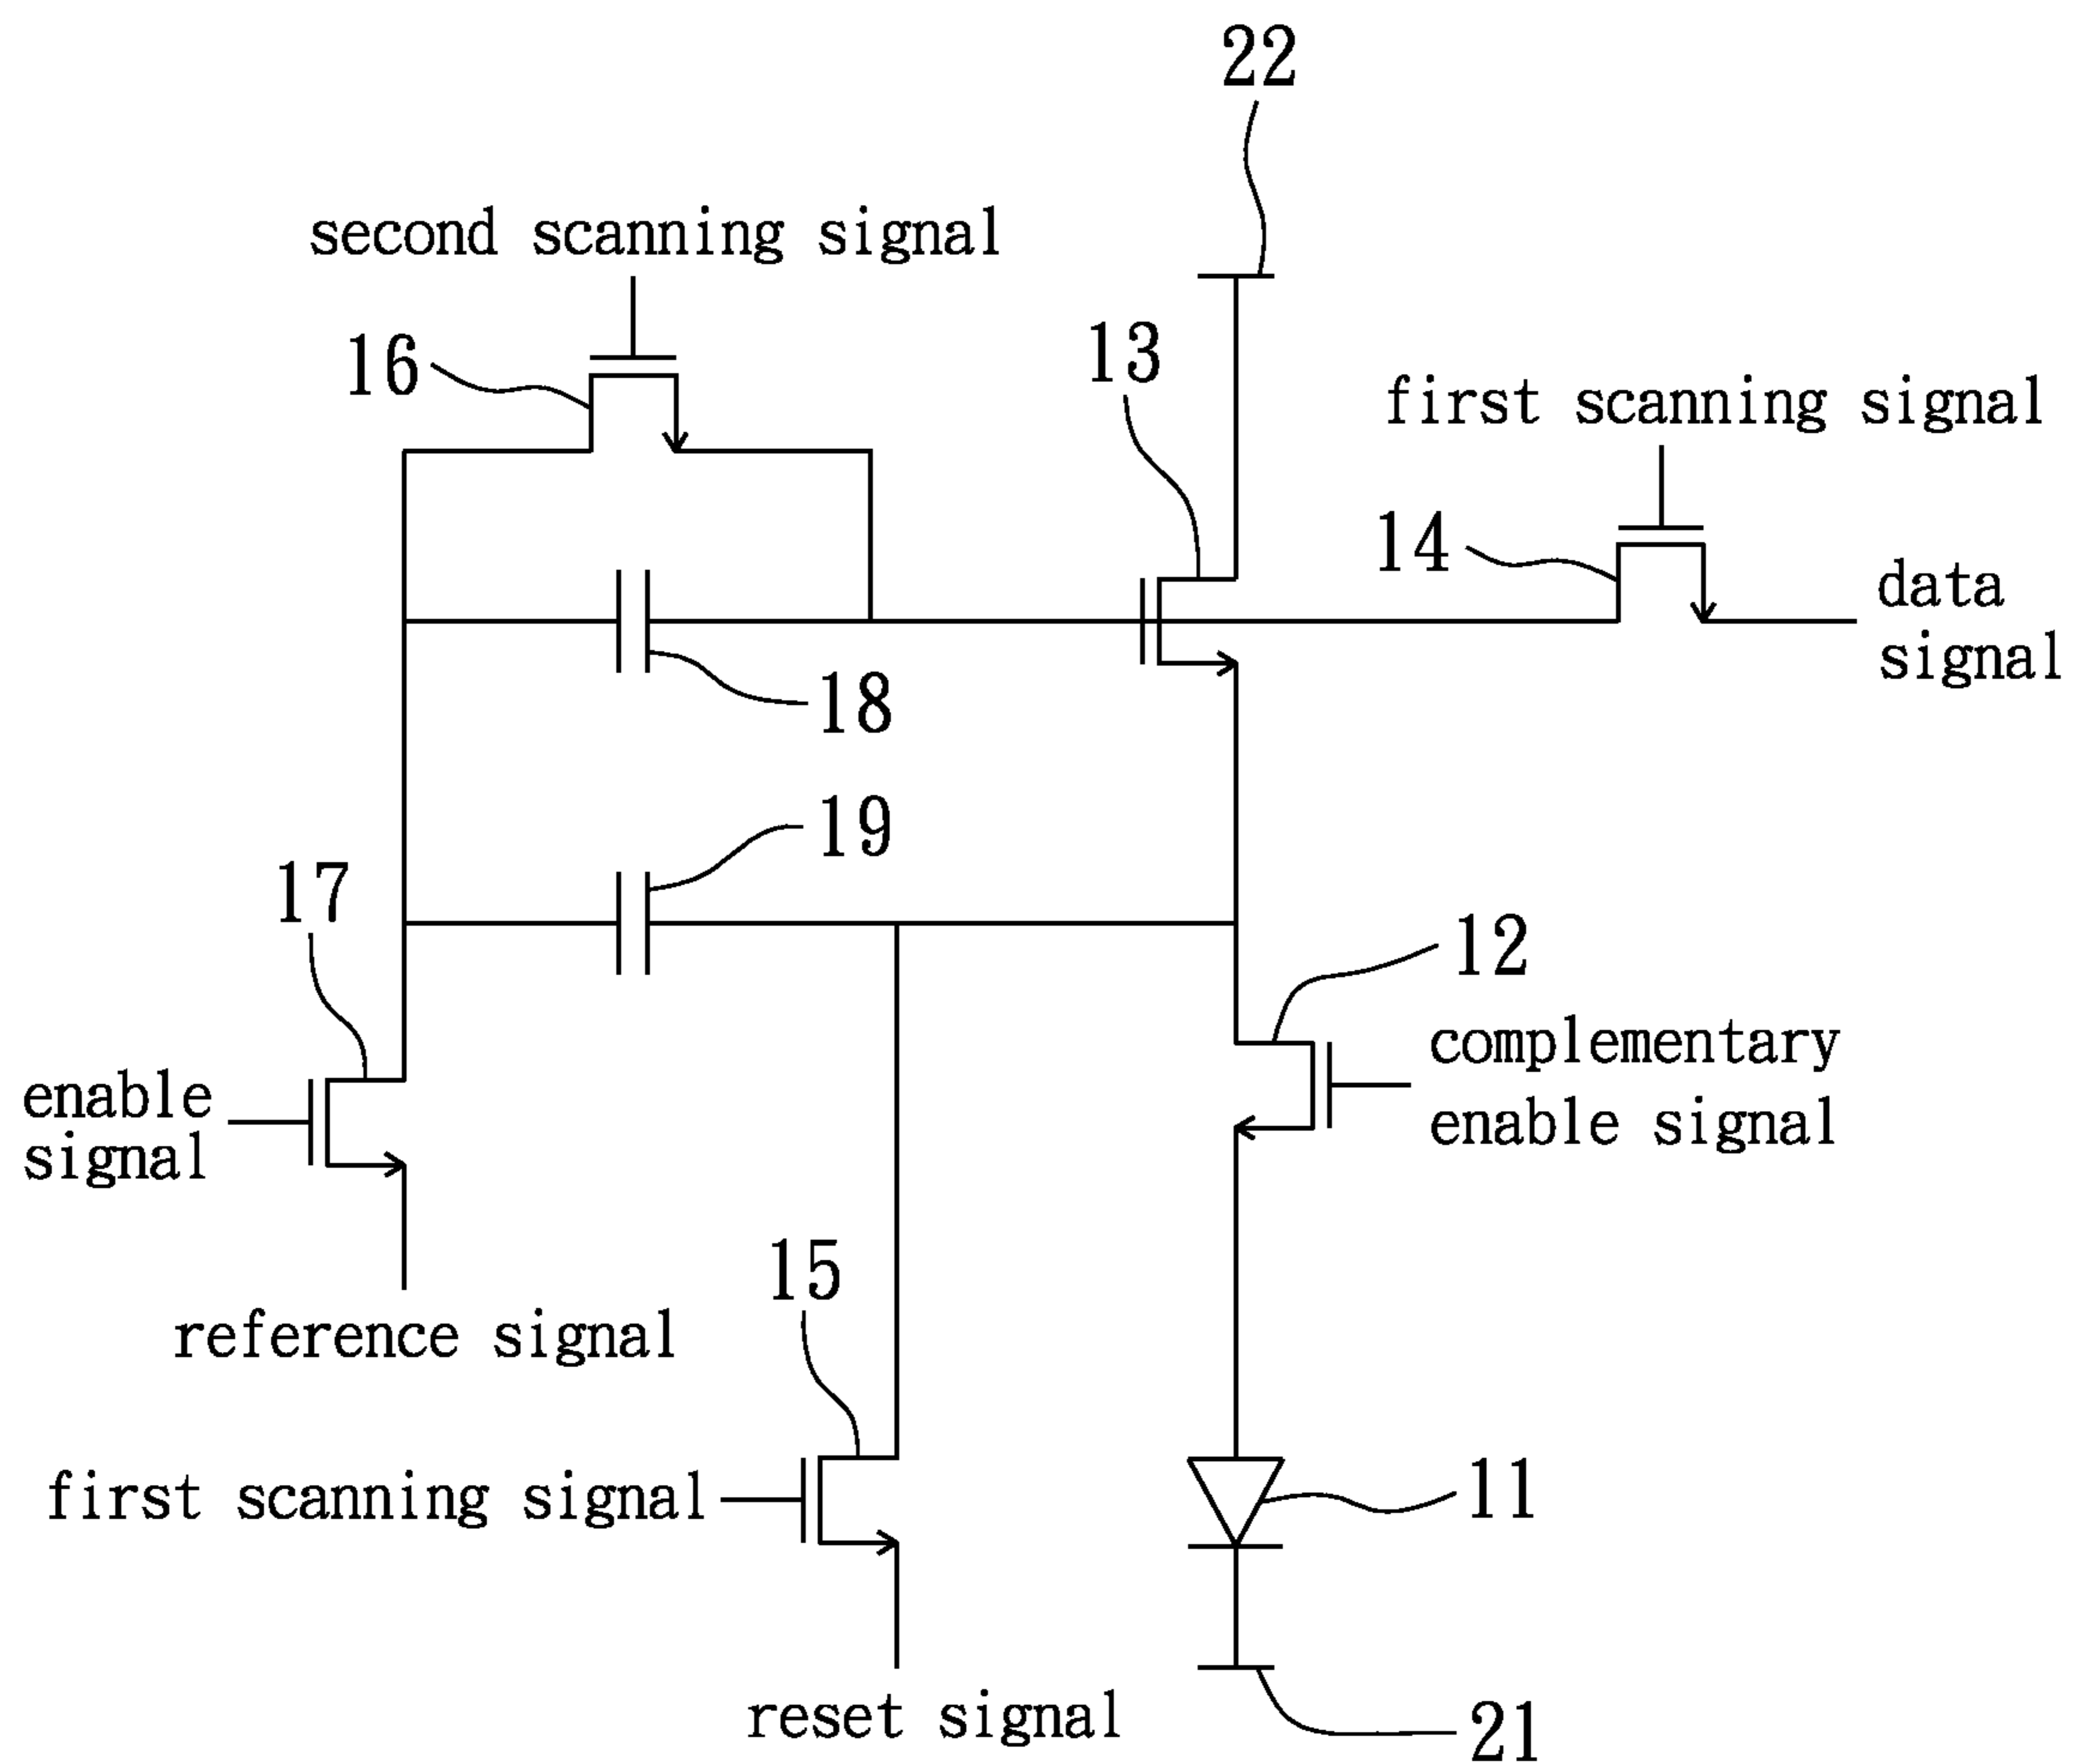 22
second scanning signal
16
13
first scanning signal
14
data
signal
18
19
17
12
complementary
enable signal
enable
signal
15
reference signal
first scanning signal
11
reset signal
21